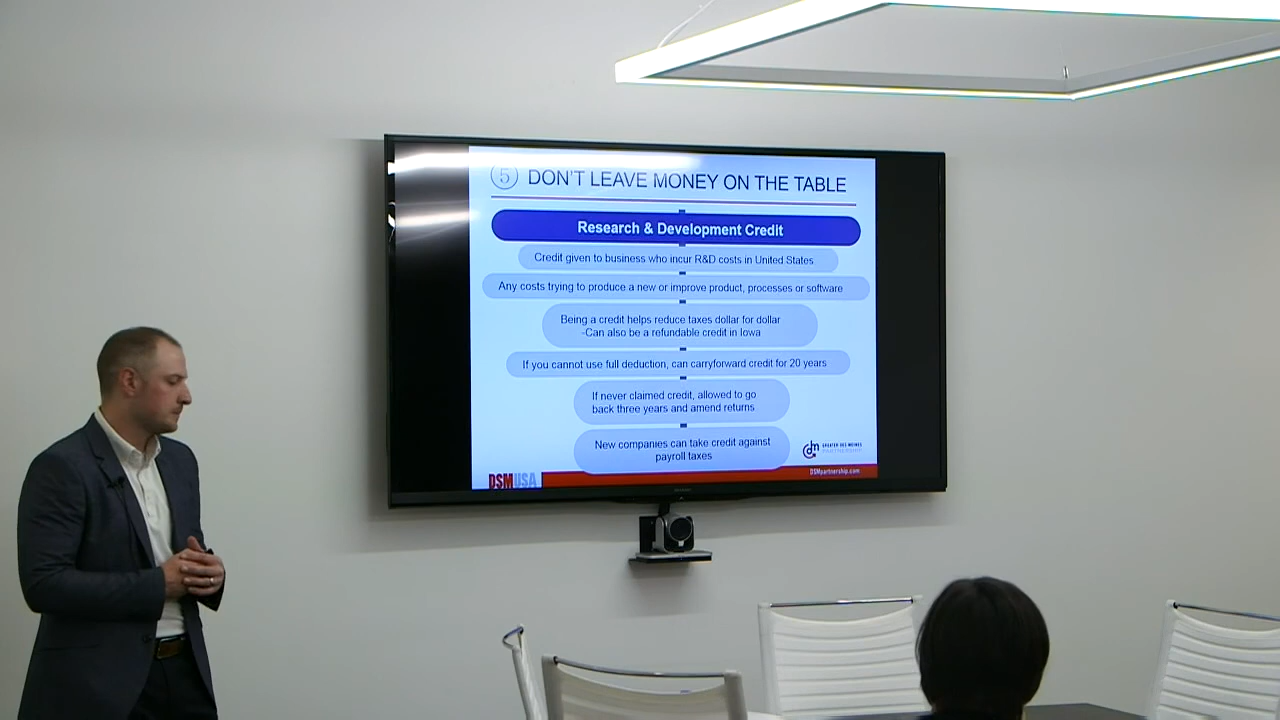 5 DON'T LEAVE MONEY ON THE TABLE
Research & Development Credit
Credit given to business who incur R&D costs in United States
Any costs trying to produce a new or improve product, processes or software
Being a credit helps reduce taxes dollar for dollar
-Can also be a refundable credit in Iowa
If you cannot use full deduction, can carryforward credit for 20 years
If never claimed credit, allowed to go
back three years and amend returns
New companies can take credit against
payroll taxes
dm
GREATER DES MOINES
PARTNERSHIP
DSMUSA
DSMpartnership.com